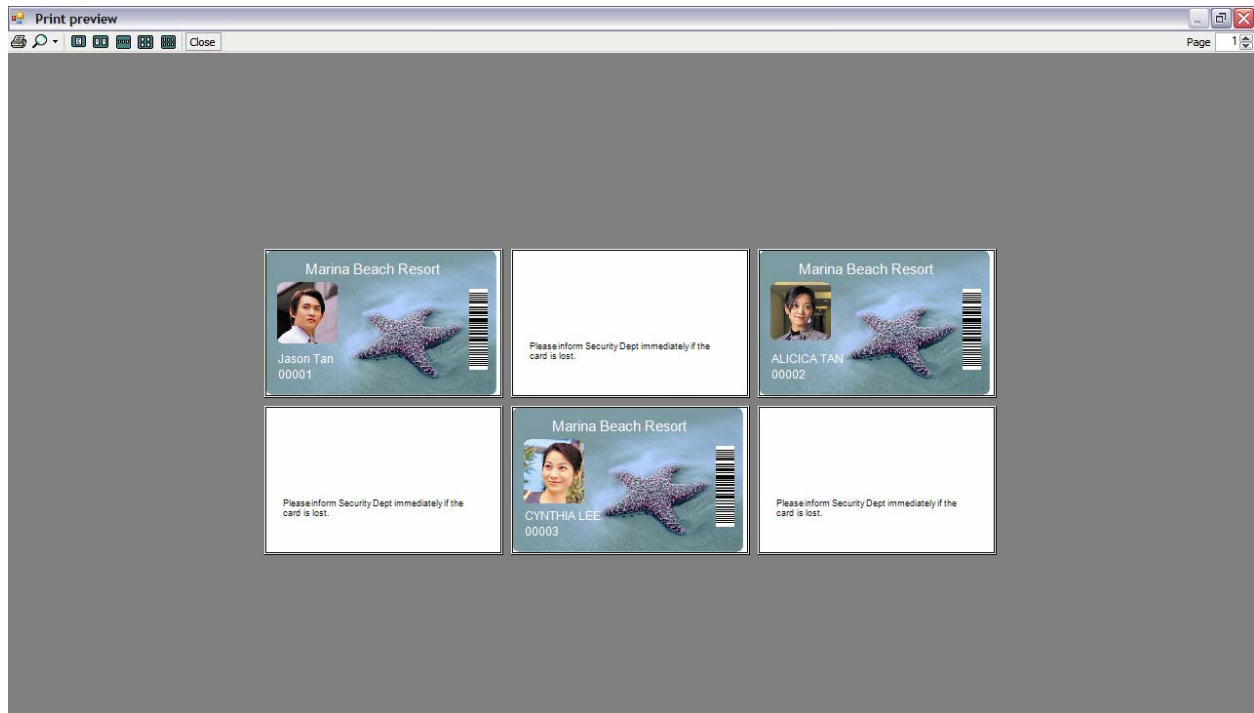 Print preview
Close
Page 1
Marina Beach Resort
Jason Tan
00001
Please inform Security Dept immediately if the
card is lost.
Marina Beach Resort
ALICICA TAN
00002
Please inform Security Dept immediately if the
card is lost.
Marina Beach Resort
CYNTHIA LEE
00003
Please inform Security Dept immediately if the
card is lost.